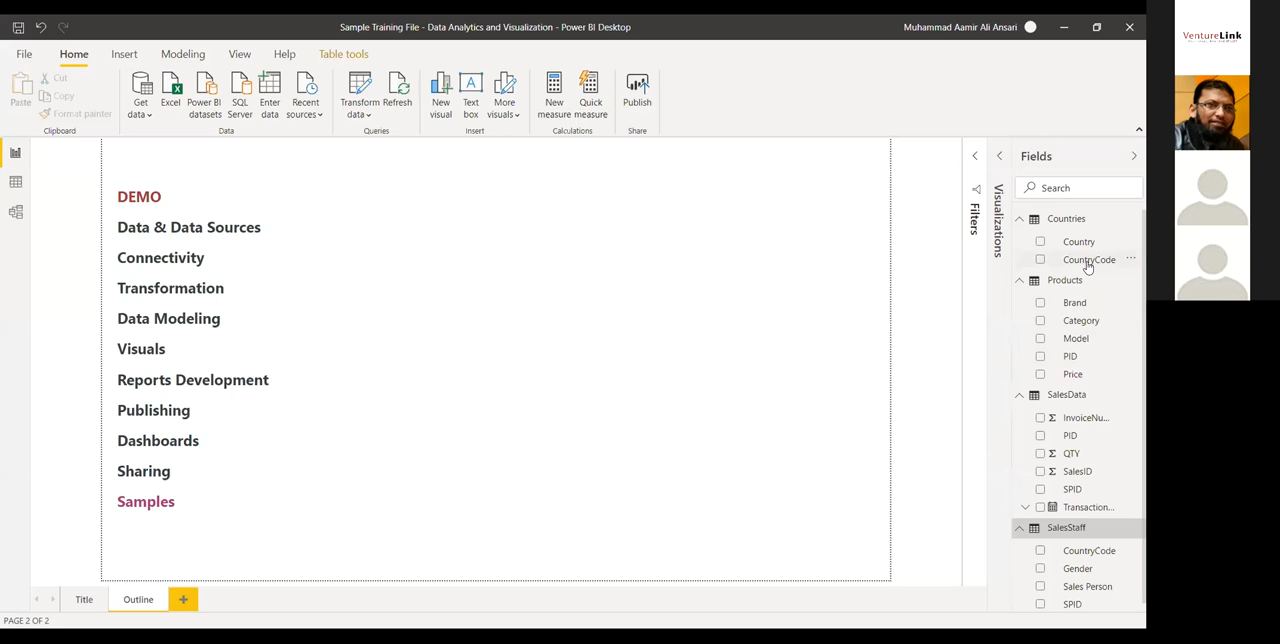 Sample Training File - Data Analytics and Visualization - Power BI Desktop
Muhammad Aamir Ali Ansari
VentureLink
File Home Insert Modeling View Help Table tools
Paste
Cut
Copy
Format painter
Clipboard
Get data
Excel
Power BI datasets
SQL Server
Enter data
Recent sources
Data
Transform data
Refresh
Queries
New visual
Text box
More visuals
Insert
New measure
Quick measure
Calculations
Publish
Share
DEMO
Data & Data Sources
Connectivity
Transformation
Data Modeling
Visuals
Reports Development
Publishing
Dashboards
Sharing
Samples
Filters
Visualizations
Fields
Search
Countries
Country
CountryCode
Products
Brand
Category
Model
PID
Price
SalesData
InvoiceNu...
PID
QTY
SalesID
SPID
Transaction...
SalesStaff
CountryCode
Gender
Sales Person
SPID
Title
Outline
PAGE 2 OF 2